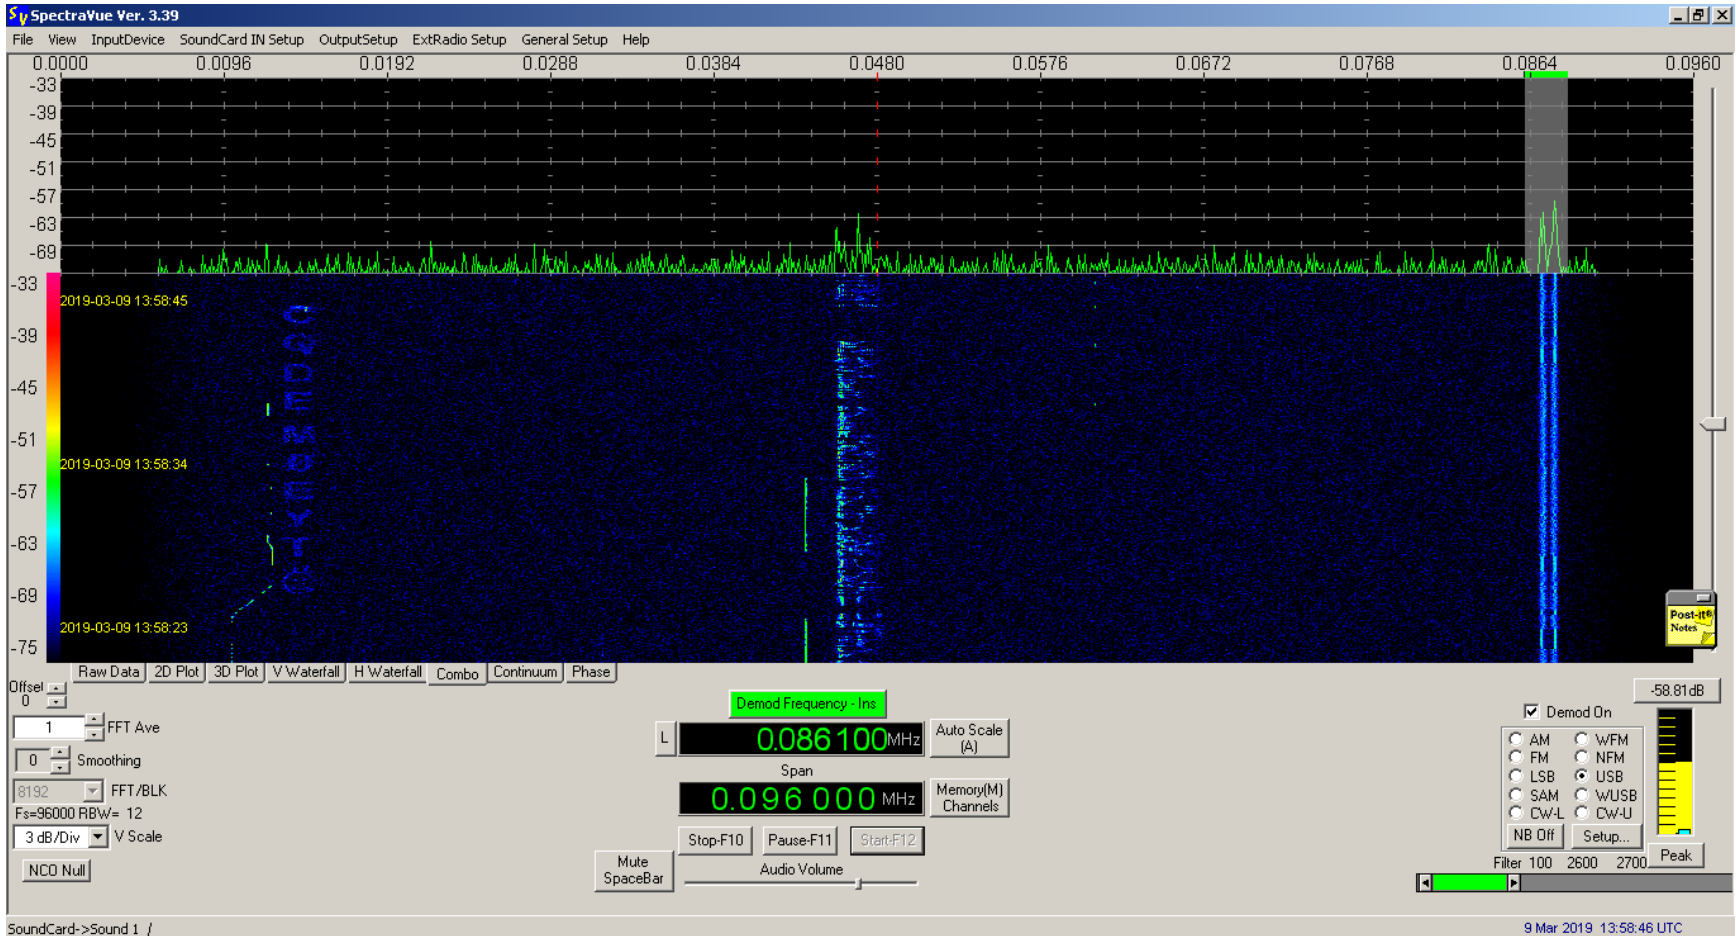 SpectraVue Ver. 3.39
File View InputDevice SoundCard IN Setup OutputSetup ExtRadio Setup General Setup Help
0.0000 0.0096 0.0192 0.0288 0.0384 0.0480 0.0576 0.0672 0.0768 0.0864 0.0960
-33
-39
-45
-51
-57
-63
-69
-33
-39
-45
-51
-57
-63
-69
-75
2019-03-09 13:58:45
2019-03-09 13:58:34
2019-03-09 13:58:23
Post-it®
Notes
Raw Data 2D Plot 3D Plot V Waterfall H Waterfall Combo Continuum Phase
Offset
0
1 FFT Ave
0 Smoothing
8192 FFT/BLK
Fs=96000 RBW= 12
3 dB/Div V Scale
NCO Null
Demod Frequency - Ins
L 0.086 100 MHz Auto Scale
(A)
Span
0.096 000 MHz Memory(M)
Channels
Stop-F10 Pause-F11 Start-F12
Mute
SpaceBar
Audio Volume
-58.81dB
Demod On
AM WFM
FM NFM
LSB USB
SAM WUSB
CW-L CW-U
NB Off Setup...
Peak
Filter 100 2600 2700
SoundCard->Sound 1 /
9 Mar 2019 13:58:46 UTC